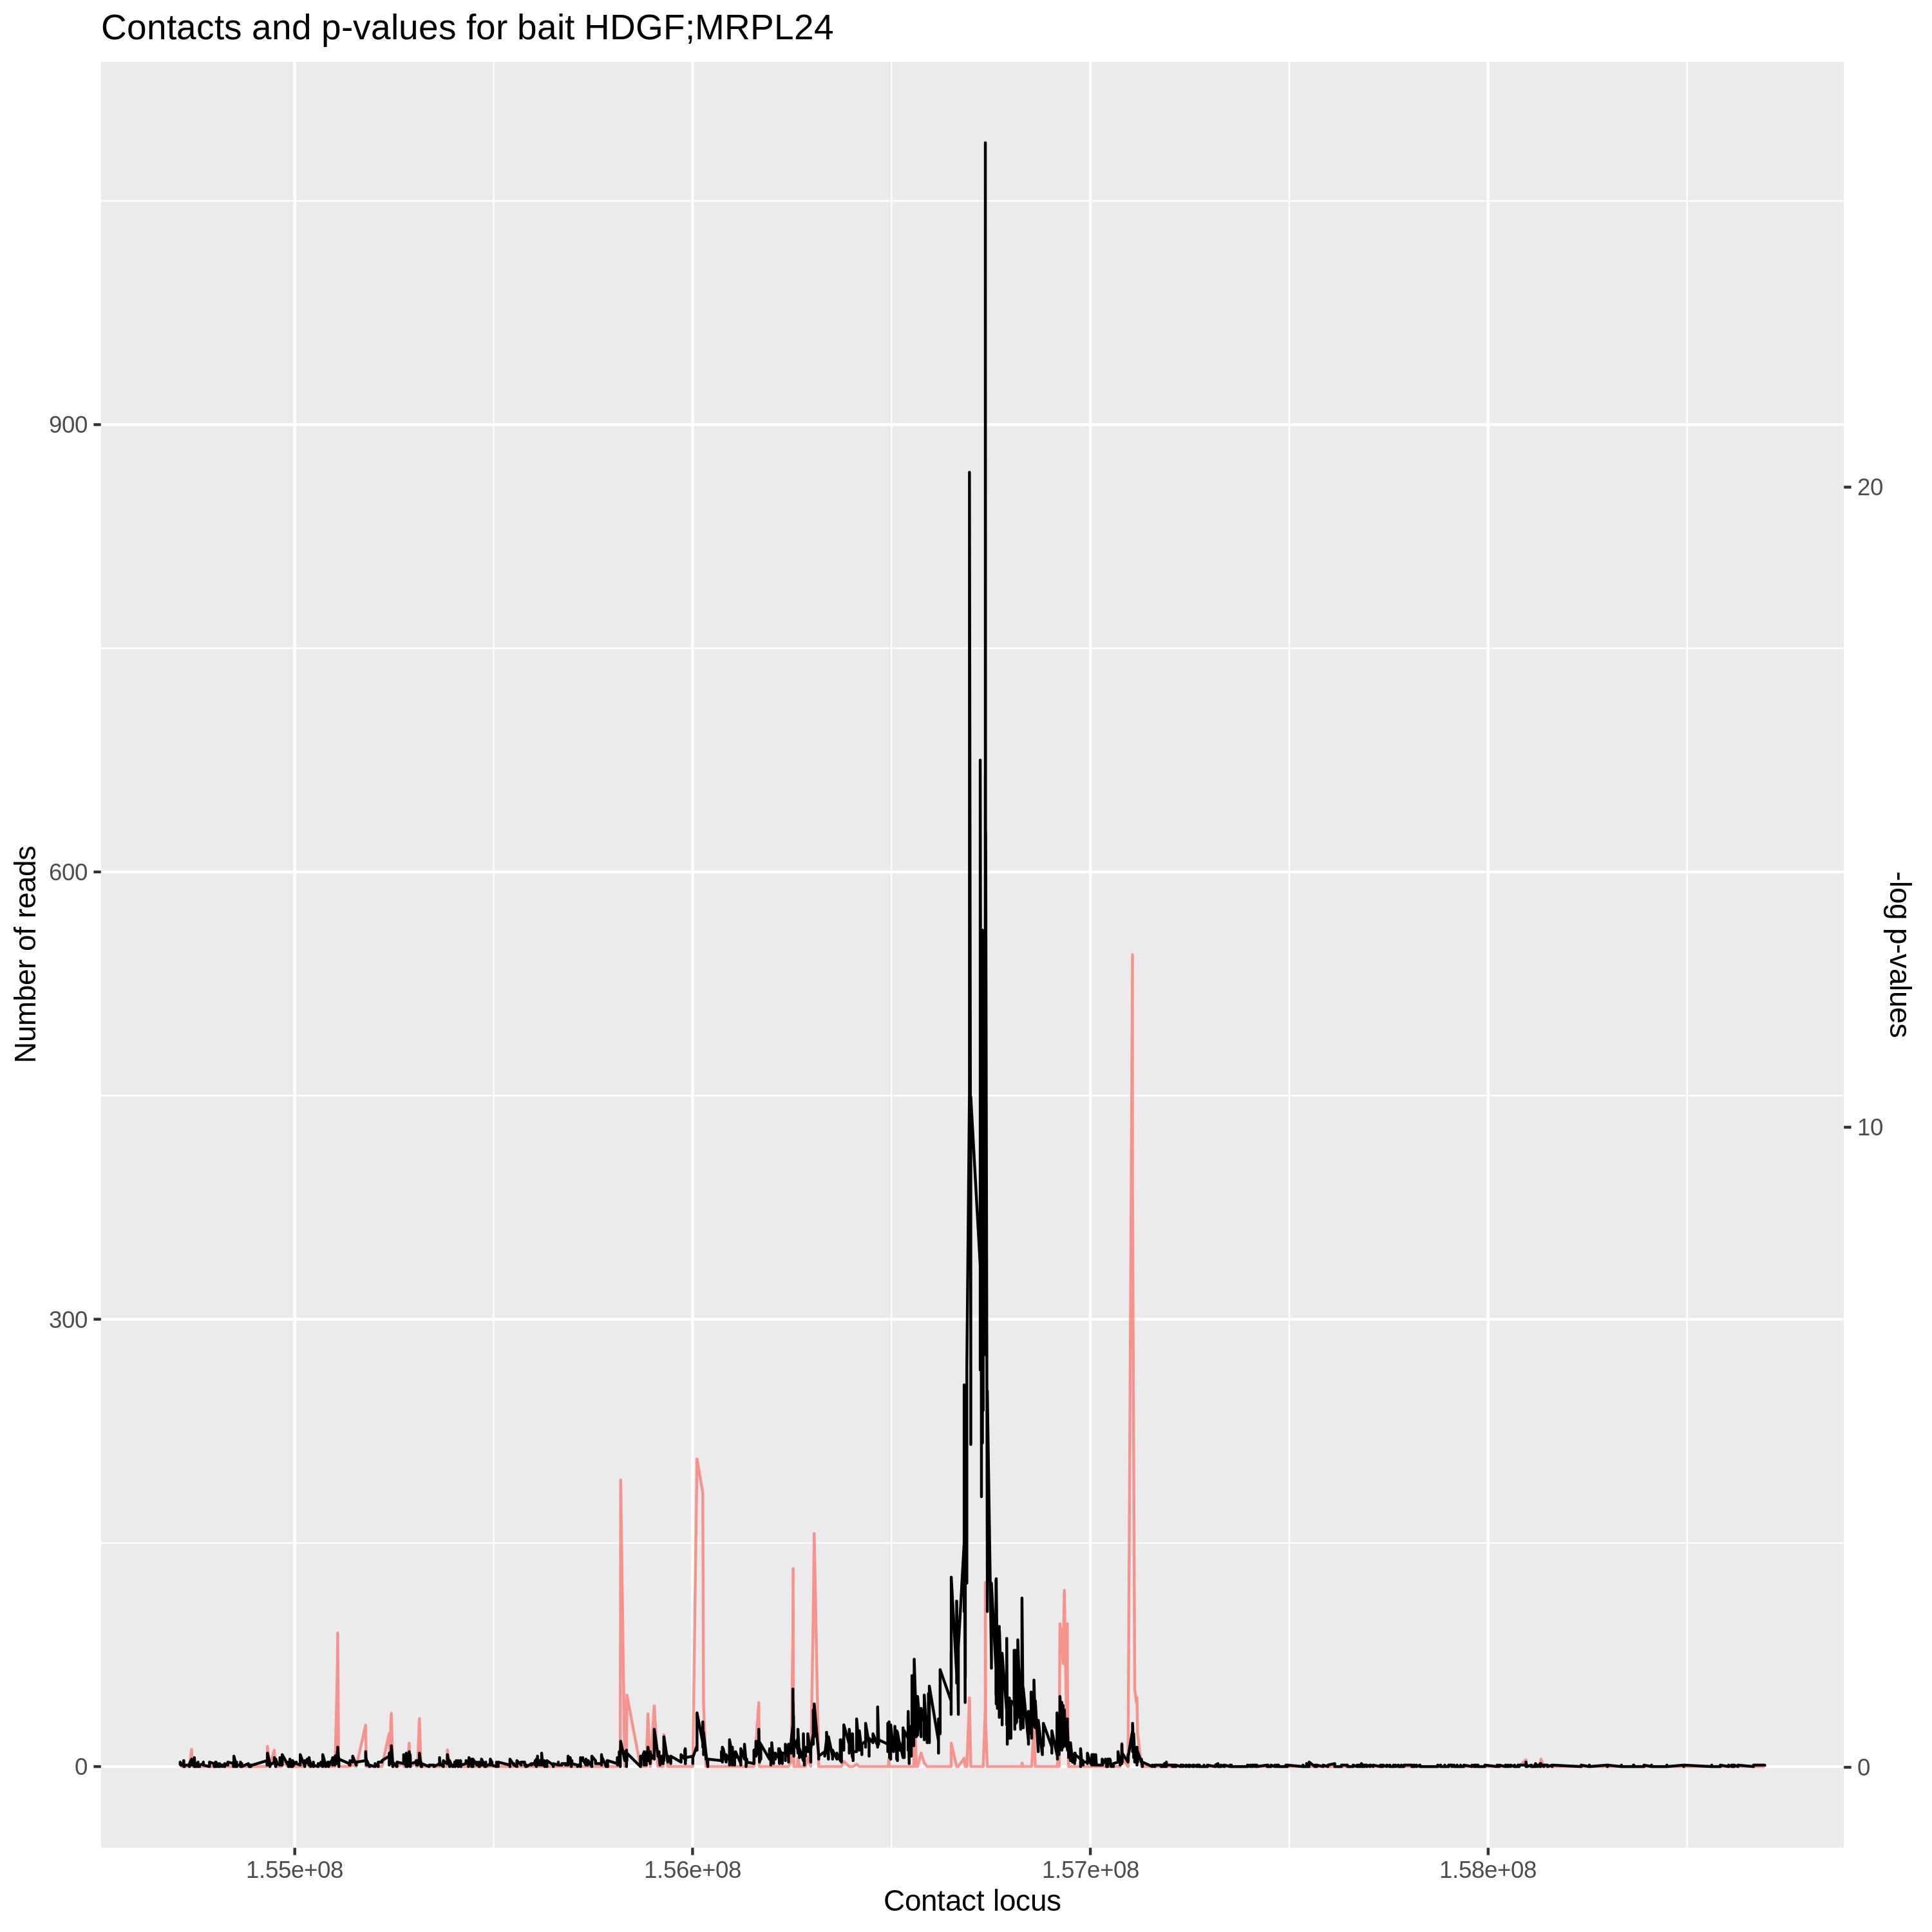 Contacts and p-values for bait HDGF;MRPL24
Number of reads
900
600
300
0
20
10
0
-log p-values
1.55e+08
1.56e+08
1.57e+08
1.58e+08
Contact locus